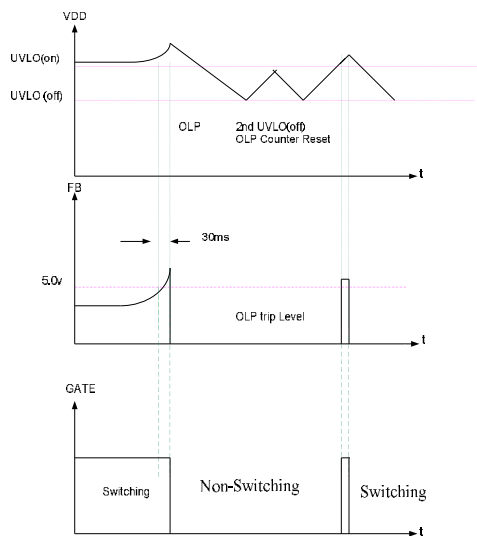 VDD
UVLO(on)
UVLO (off)
OLP 2nd UVLO(off)
OLP Counter Reset
t
FB
30ms
5.0v
OLP trip Level
t
GATE
Switching Non-Switching Switching
t